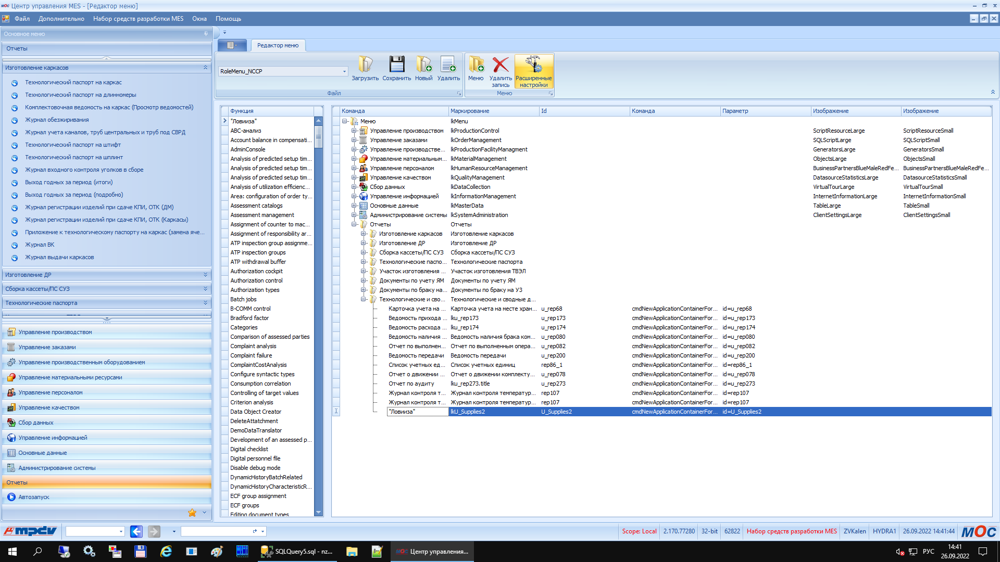 Центр управления MES - [Редактор меню]
Файл Дополнительно Набор средств разработки MES Окна Помощь
Основное меню
Отчеты
Изготовление каркасов
Технологический паспорт на каркас
Технологический паспорт на длинномеры
Комплектовочная ведомость на каркас (Просмотр ведомостей)
Журнал обезжиривания
Журнал учета каналов, труб центральных и труб под СВРД
Технологический паспорт на штифт
Технологический паспорт на шплинт
Журнал входного контроля уголков в сборе
Выход годных за период (итоги)
Выход годных за период (подробно)
Журнал регистрации изделий при сдаче КПИ, ОТК (ДМ)
Журнал регистрации изделий при сдаче КПИ, ОТК (Каркасы)
Приложение к технологическому паспорту на каркас (замена яче...
Журнал ВК
Журнал выдачи каркасов
Изготовление ДР
Сборка кассеты/ПС СУЗ
Технологические паспорта
Управление производством
Управление заказами
Управление производственным оборудованием
Управление материальными ресурсами
Управление персоналом
Управление качеством
Сбор данных
Управление информацией
Основные данные
Администрирование системы
Отчеты
Автозапуск
Редактор меню
RoleMenu_NCCP
Загрузить Сохранить Новый Удалить
Файл
Меню Удалить запись Расширенные настройки
Меню
Функция
"Ловииза"
ABC-анализ
Account balance in compensati...
AdminConsole
Analysis of predicted setup tim...
Analysis of predicted setup tim...
Analysis of predicted setup tim...
Analysis of utilization efficienc...
Area: configuration of order ty...
Assessment catalogs
Assessment management
Assignment of counter to mac...
Assignment of responsibility ar...
ATP inspection group assignme...
ATP inspection groups
ATP withdrawal buffer
Authorization cockpit
Authorization control
Authorization types
Batch jobs
B-COMM control
Bradford factor
Categories
Comparison of assessed parties
Complaint analysis
Complaint failure
ComplaintCostAnalysis
Configure syntactic types
Consumption correlation
Controlling of target values
Criterion analysis
Data Object Creator
DeleteAttatchment
DemoDataTranslator
Development of an assessed p...
Digital checklist
Digital personnel file
Disable debug mode
DynamicHistoryBatchRelated
DynamicHistoryCharacteristicR...
ECF group assignment
ECF groups
Editing document types
Команда Маркирование Id Команда Параметр Изображение Изображение
Меню lkMenu
Управление производством lkProductionControl ScriptResourceLarge ScriptResourceSmall
Управление заказами lkOrderManagement SQLScriptLarge SQLScriptSmall
Управление производстве... lkProductionFacilityManagment GeneratorsLarge GeneratorsSmall
Управление материальным... lkMaterialManagement ObjectsLarge ObjectsSmall
Управление персоналом lkHumanResourceManagement BusinessPartnersBlueMaleRedFe... BusinessPartnersBlueMaleRedFe...
Управление качеством lkQualityManagement DatasourceStatisticsLarge DatasourceStatisticsSmall
Сбор данных lkDataCollection VirtualTourLarge VirtualTourSmall
Управление информацией lkInformationManagement InternetInformationLarge InternetInformationSmall
Основные данные lkMasterData TableLarge TableSmall
Администрирование системы lkSystemAdministration ClientSettingsLarge ClientSettingsSmall
Отчеты Отчеты
Изготовление каркасов Изготовление каркасов
Изготовление ДР Изготовление ДР
Сборка кассеты/ПС СУЗ Сборка кассеты/ПС СУЗ
Технологические паспо... Технологические паспорта
Участок изготовления ... Участок изготовления ТВЭЛ
Документы по учету ЯМ Документы по учету ЯМ
Документы по браку на... Документы по браку на УЗ
Технологические и сво... Технологические и сводные д...
Карточка учета на ... Карточка учета на месте хран... u_rep68 cmdNewApplicationContainerFor... id=u_rep68
Ведомость прихода ... lku_rep173 u_rep173 cmdNewApplicationContainerFor... id=u_rep173
Ведомость расхода ... lku_rep174 u_rep174 cmdNewApplicationContainerFor... id=u_rep174
Ведомость наличия ... Ведомость наличия брака ком... u_rep080 cmdNewApplicationContainerFor... id=u_rep080
Отчет по выполнен... Отчет по выполненным опера... u_rep082 cmdNewApplicationContainerFor... id=u_rep082
Ведомость передачи Ведомость передачи u_rep200 cmdNewApplicationContainerFor... id=u_rep200
Список учетных ед... Список учетных единиц rep86_1 cmdNewApplicationContainerFor... id=rep86_1
Отчет о движении ... Отчет о движении комплекту... u_rep078 cmdNewApplicationContainerFor... id=u_rep078
Отчет по аудиту lku_rep273.title u_rep273 cmdNewApplicationContainerFor... id=u_rep273
Журнал контроля т... Журнал контроля температур... rep107 cmdNewApplicationContainerFor... id=rep107
Журнал контроля т... Журнал контроля температур... rep107 cmdNewApplicationContainerFor... id=rep107
"Ловииза" lkU_Supplies2 U_Supplies2 cmdNewApplicationContainerFor... id=U_Supplies2
mpdv Scope: Local 2.170.77280 32-bit 62822 Набор средств разработки MES ZVKalen HYDRA1 26.09.2022 14:41:44 MOC
SQLQuery5.sql - nz... Центр управления... РУС 14:41
26.09.2022